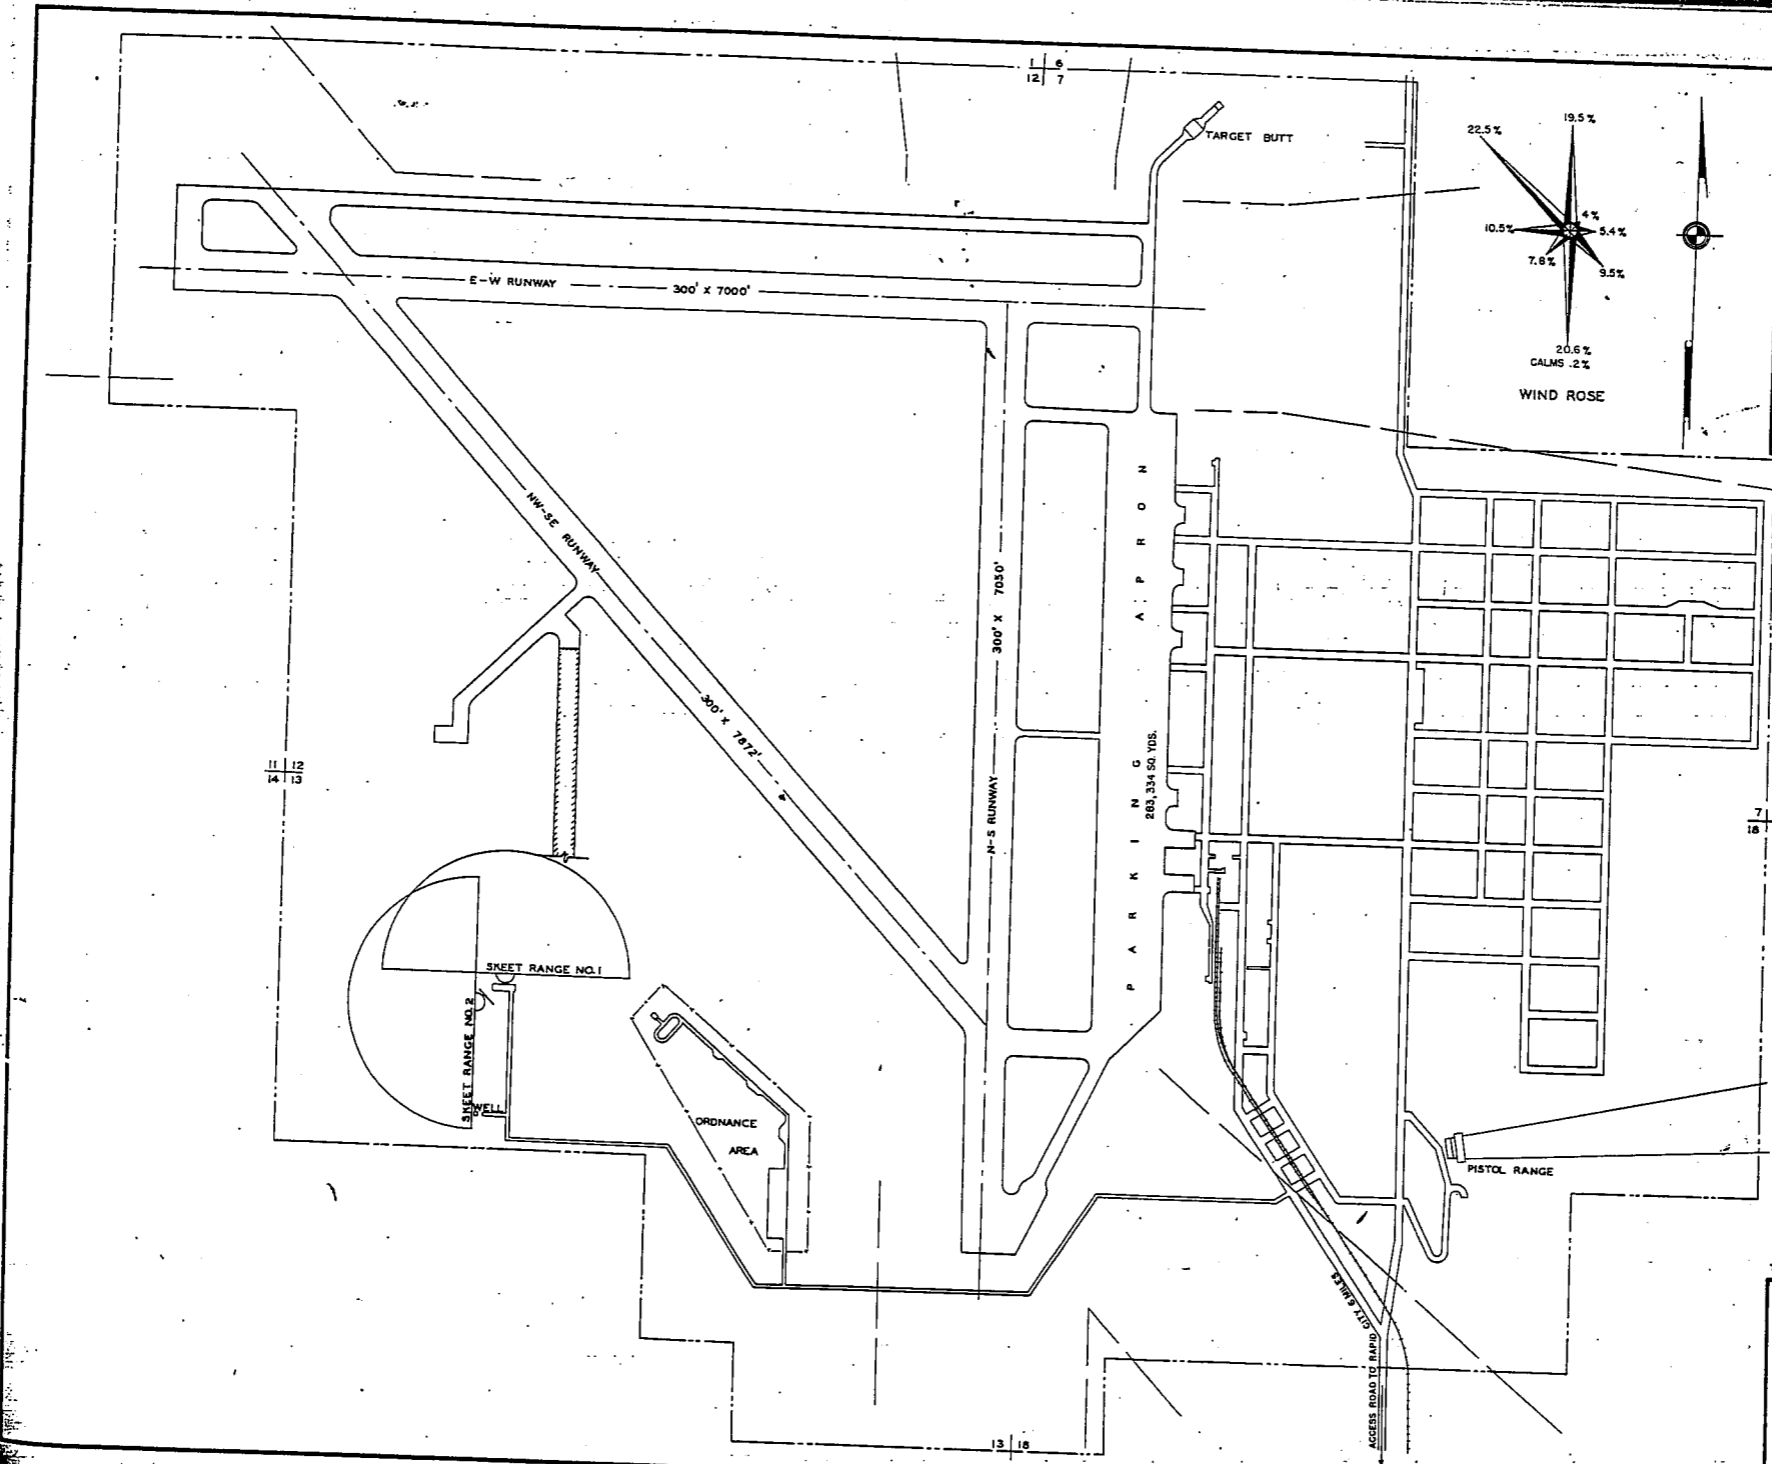 1 6
12 7
TARGET BUTT
22.5%
19.5%
4%
10.5%
5.4%
7.8%
9.5%
20.6%
CALMS .2%
WIND ROSE
E-W RUNWAY
300' X 7000'
NW-SE RUNWAY
300' X 7872'
N-S RUNWAY
300' X 7050'
PARKING APRON
283,334 SQ. YDS.
11 12
14 13
7
18
SKEET RANGE NO.1
SKEET RANGE NO.2
WELL
ORDNANCE
AREA
PISTOL RANGE
ACCESS ROAD TO RAPID
CITY 6 MILES
13 18